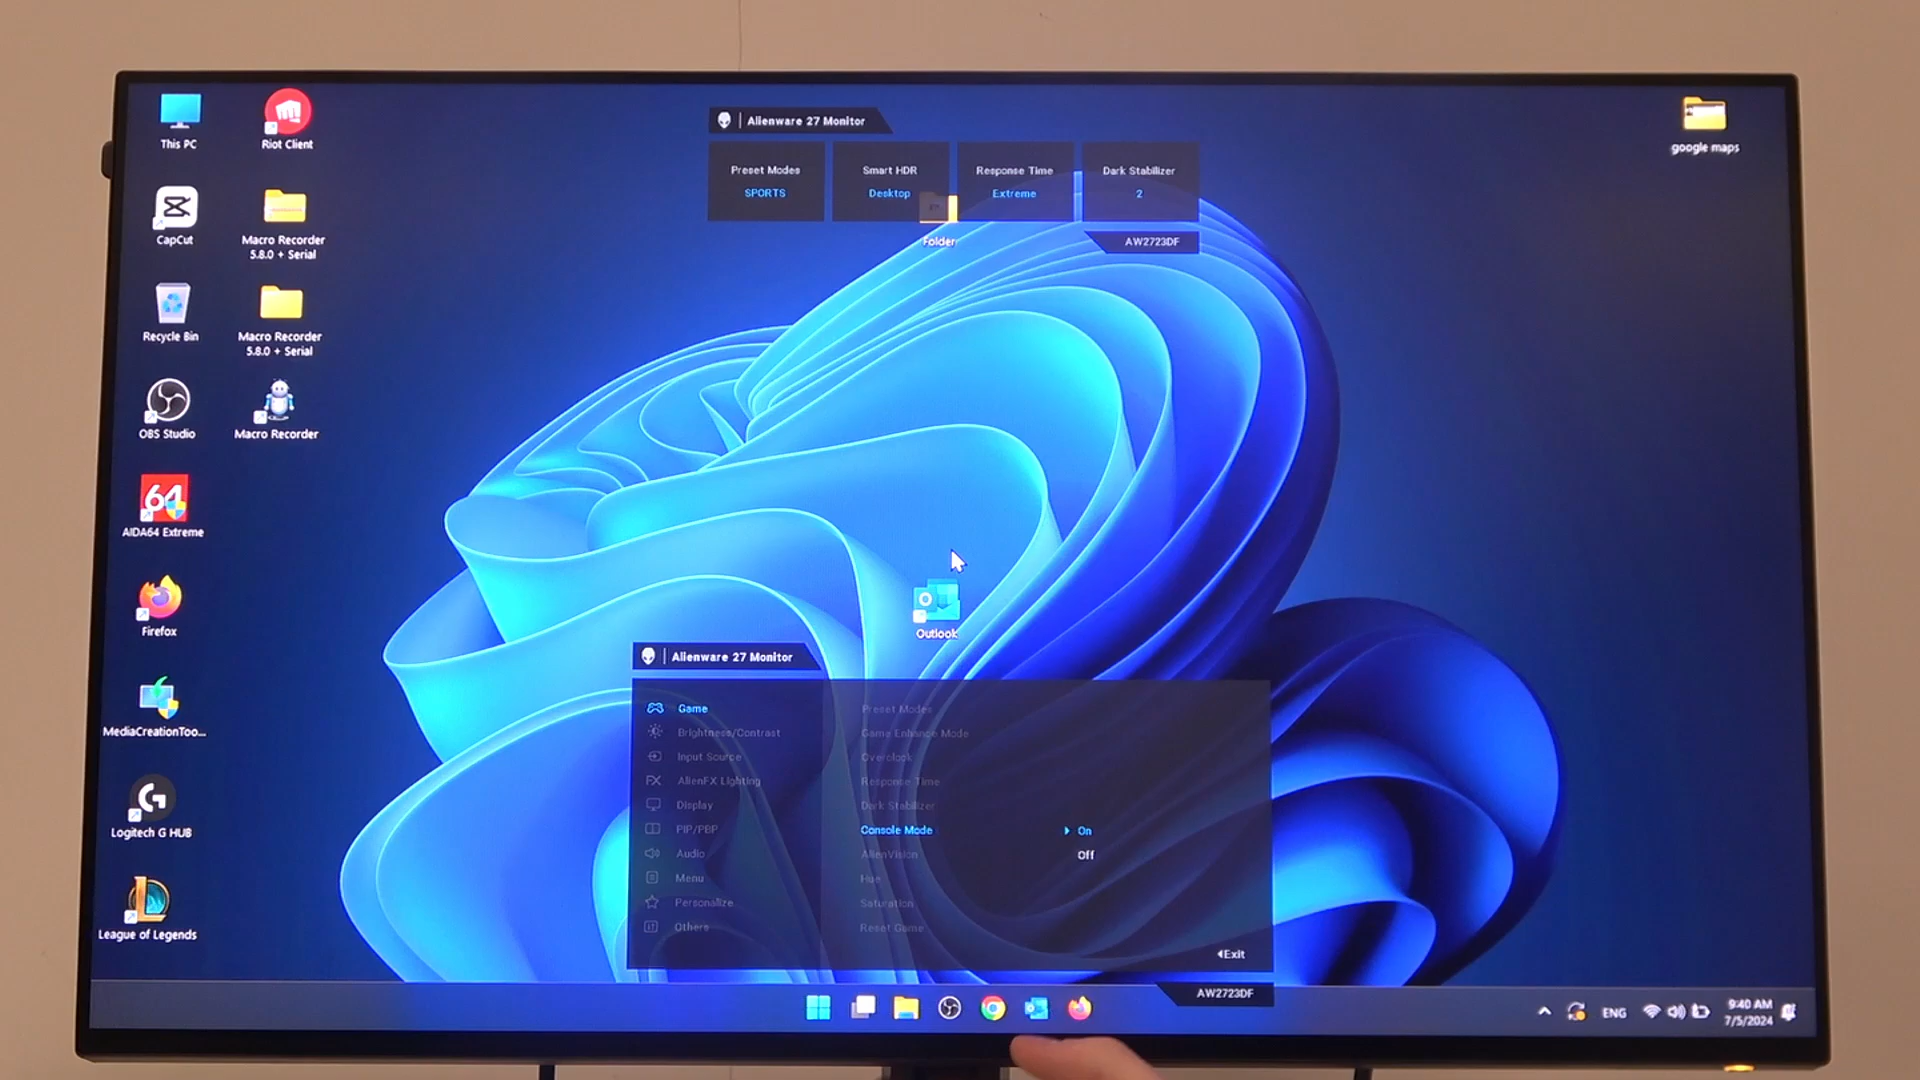 This PC
Riot Client
CapCut
Macro Recorder
5.8.0 + Serial
Recycle Bin
Macro Recorder
5.8.0 + Serial
OBS Studio
Macro Recorder
64
AIDA64 Extreme
Firefox
MediaCreationToo...
Logitech G HUB
League of Legends
google maps
Alienware 27 Monitor
Preset Modes
SPORTS
Smart HDR
Desktop
Response Time
Extreme
Dark Stabilizer
2
Folder
AW2723DF
Outlook
Alienware 27 Monitor
Game
Brightness/Contrast
Input Source
FX AlienFX Lighting
Display
PIP/PBP
Audio
Menu
Personalize
Others
Preset Modes
Game Enhance Mode
Overclock
Response Time
Dark Stabilizer
Console Mode
AlienVision
Hue
Saturation
Reset Game
On
Off
Exit
AW2723DF
ENG
9:40 AM
7/5/2024